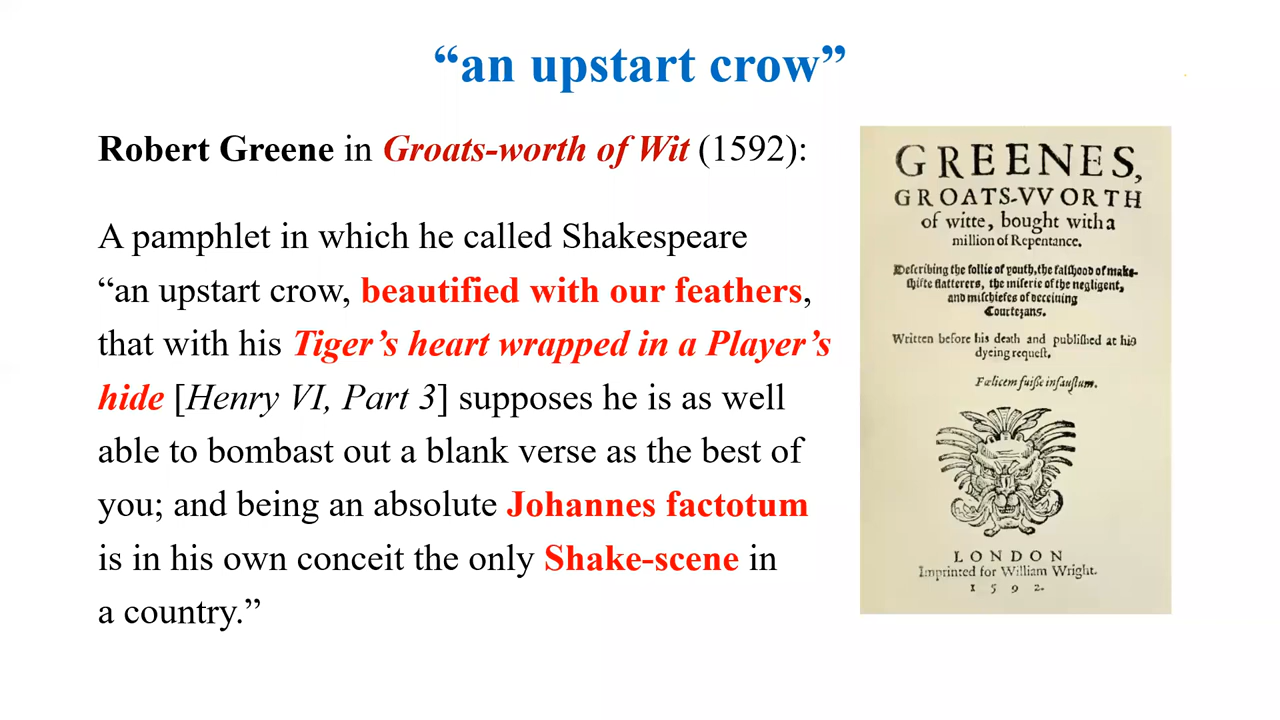 “an upstart crow”
Robert Greene in Groats-worth of Wit (1592):
A pamphlet in which he called Shakespeare
“an upstart crow, beautified with our feathers,
that with his Tiger’s heart wrapped in a Player’s
hide [Henry VI, Part 3] supposes he is as well
able to bombast out a blank verse as the best of
you; and being an absolute Johannes factotum
is in his own conceit the only Shake-scene in
a country.”
GREENES,
GROATS-VVORTH
of witte, bought with a
million of Repentance.
Deſcribing the follie of youth, the falſhood of make-
ſhifte flatterers, the miſerie of the negligent,
and miſchiefes of deceiuing
Courtezans.
Written before his death and publiſhed at his
dyeing requeſt.
Fœlicem fuiſſe infauſtum.
LONDON
Imprinted for William Wright.
1592.